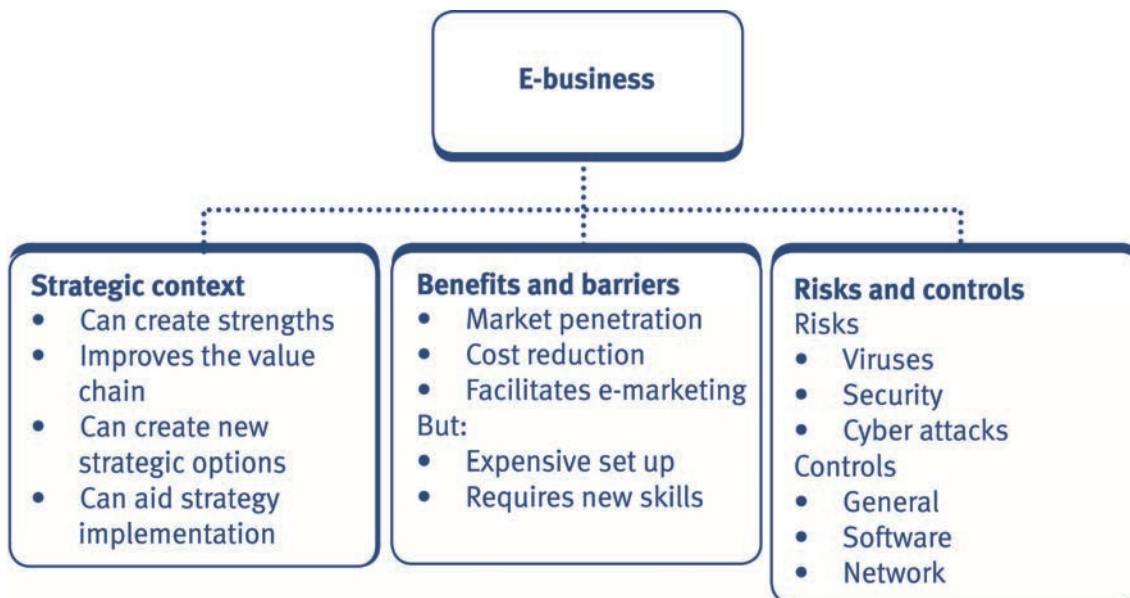 E-business
Strategic context
• Can create strengths
• Improves the value
chain
• Can create new
strategic options
• Can aid strategy
implementation
Benefits and barriers
• Market penetration
• Cost reduction
• Facilitates e-marketing
But:
• Expensive set up
• Requires new skills
Risks and controls
Risks
• Viruses
• Security
• Cyber attacks
Controls
• General
• Software
• Network